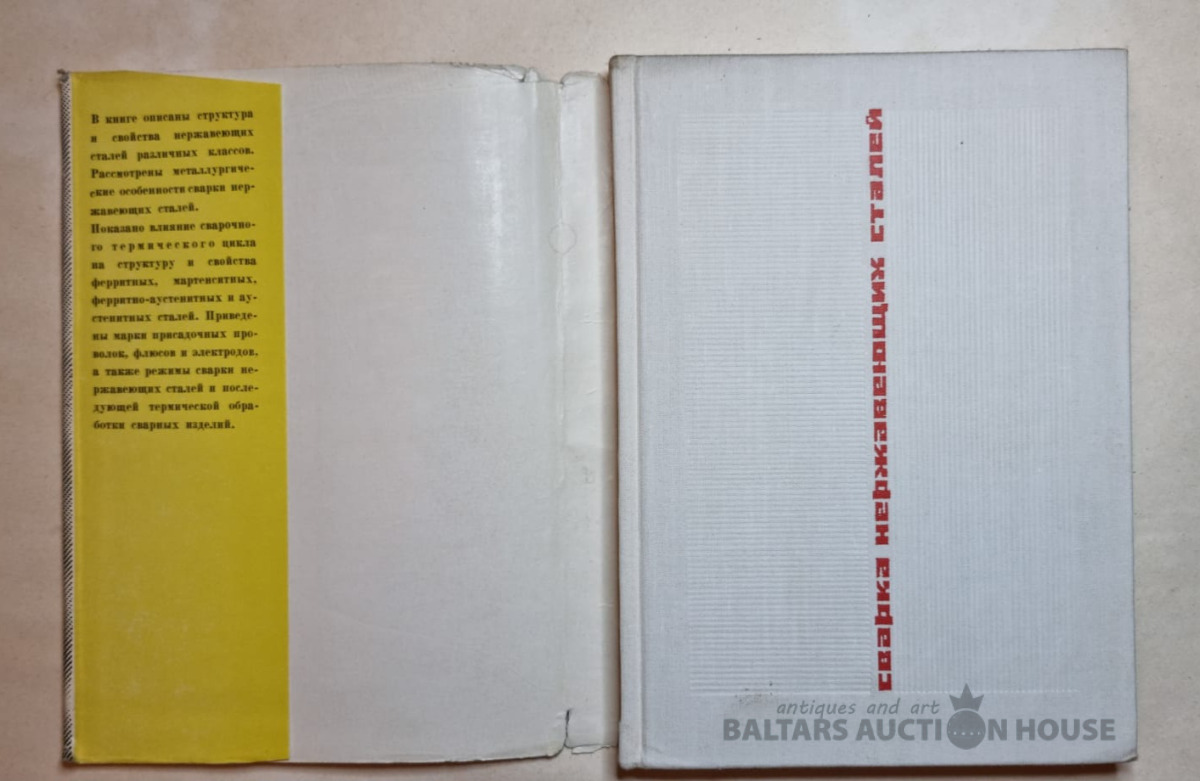 В книге описаны структура
и свойства нержавеющих
сталей различных классов.
Рассмотрены металлургиче-
ские особенности сварки нер-
жавеющих сталей.
Показано влияние сварочно-
го термического цикла
на структуру и свойства
ферритных, мартенситных,
ферритно-аустенитных и ау-
стенитных сталей. Приведе-
ны марки присадочных про-
волок, флюсов и электродов,
а также режимы сварки не-
ржавеющих сталей и после-
дующей термической обра-
ботки сварных изделий.
сварка нержавеющих сталей
antiques and art
BALTARS AUCTION HOUSE